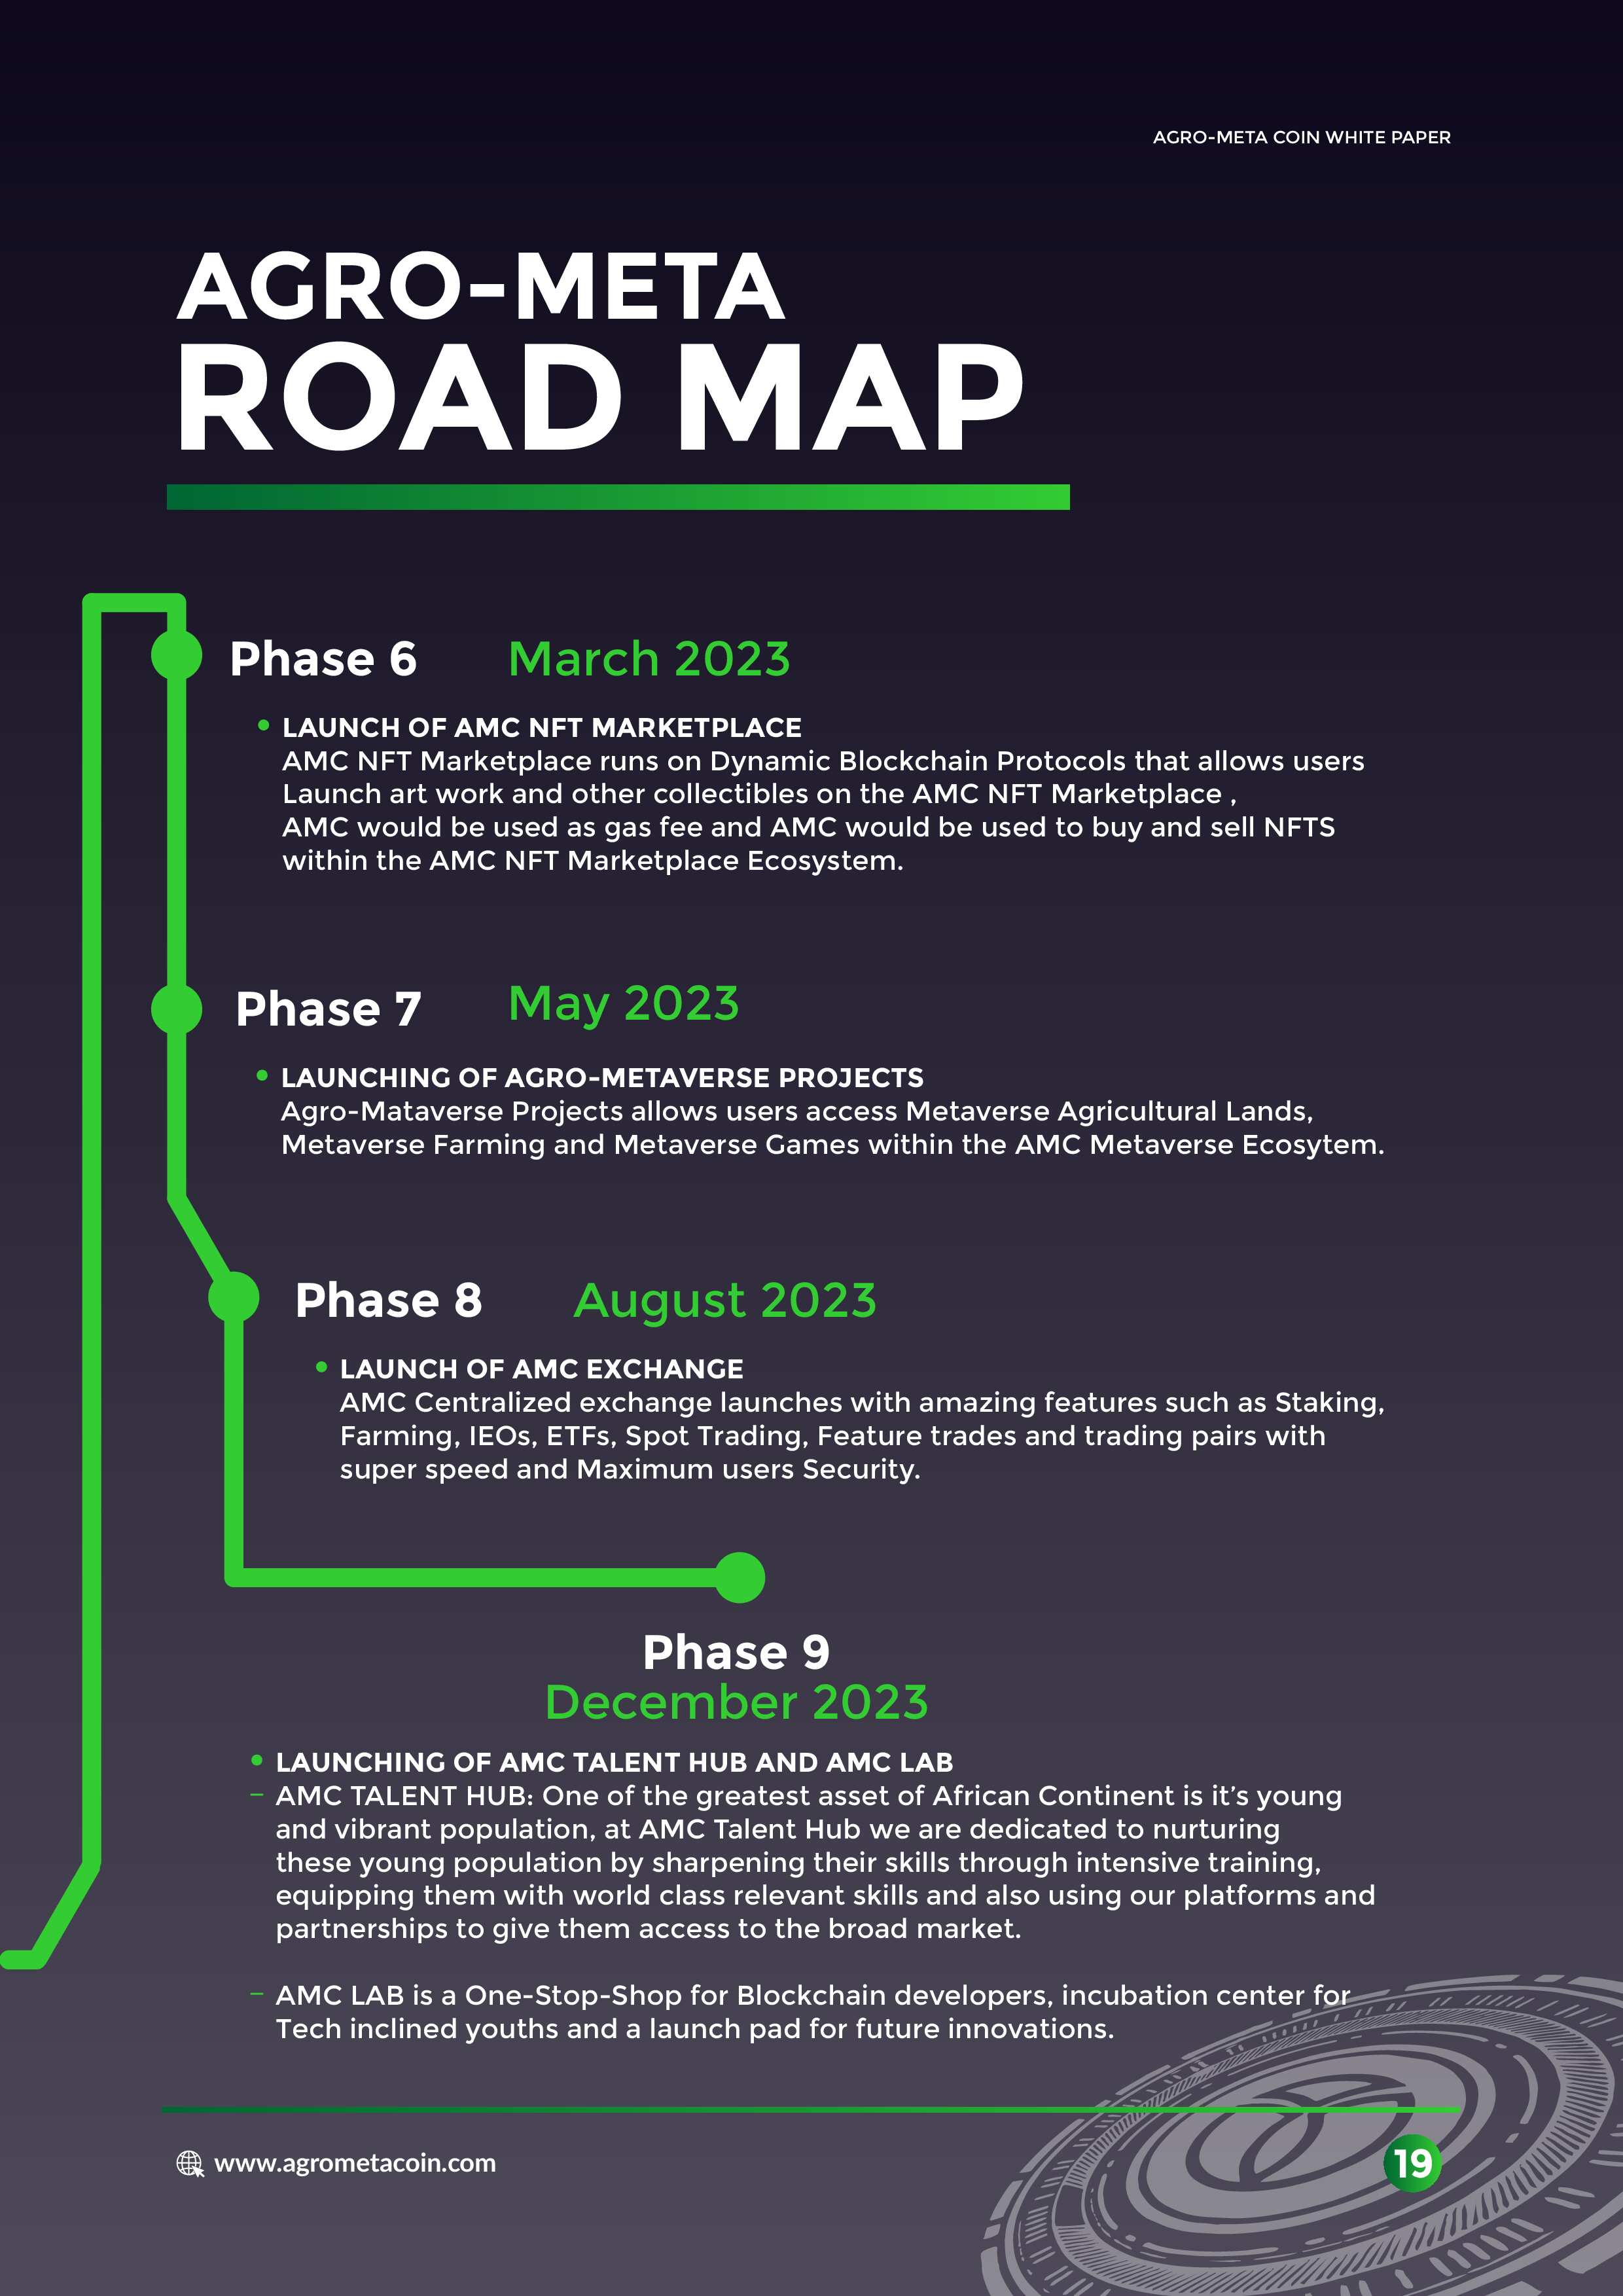 AGRO-META COIN WHITE PAPER
AGRO-META
ROAD MAP
Phase 6 March 2023
LAUNCH OF AMC NFT MARKETPLACE
AMC NFT Marketplace runs on Dynamic Blockchain Protocols that allows users
Launch art work and other collectibles on the AMC NFT Marketplace ,
AMC would be used as gas fee and AMC would be used to buy and sell NFTS
within the AMC NFT Marketplace Ecosystem.
Phase 7 May 2023
LAUNCHING OF AGRO-METAVERSE PROJECTS
Agro-Mataverse Projects allows users access Metaverse Agricultural Lands,
Metaverse Farming and Metaverse Games within the AMC Metaverse Ecosytem.
Phase 8 August 2023
LAUNCH OF AMC EXCHANGE
AMC Centralized exchange launches with amazing features such as Staking,
Farming, IEOs, ETFs, Spot Trading, Feature trades and trading pairs with
super speed and Maximum users Security.
Phase 9
December 2023
LAUNCHING OF AMC TALENT HUB AND AMC LAB
– AMC TALENT HUB: One of the greatest asset of African Continent is it’s young
and vibrant population, at AMC Talent Hub we are dedicated to nurturing
these young population by sharpening their skills through intensive training,
equipping them with world class relevant skills and also using our platforms and
partnerships to give them access to the broad market.
– AMC LAB is a One-Stop-Shop for Blockchain developers, incubation center for
Tech inclined youths and a launch pad for future innovations.
www.agrometacoin.com
19